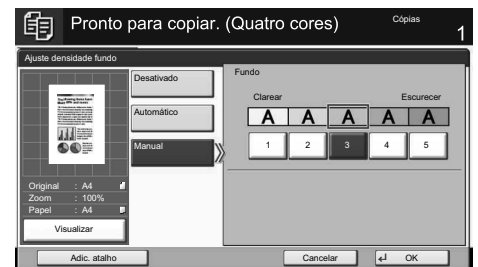 Pronto para copiar. (Quatro cores)
Cópias
1
Ajuste densidade fundo
Desativado
Automático
Manual
Original : A4
Zoom : 100%
Papel : A4
Visualizar
Fundo
Clarear Escurecer
A A A A A
1 2 3 4 5
Adic. atalho
Cancelar
OK